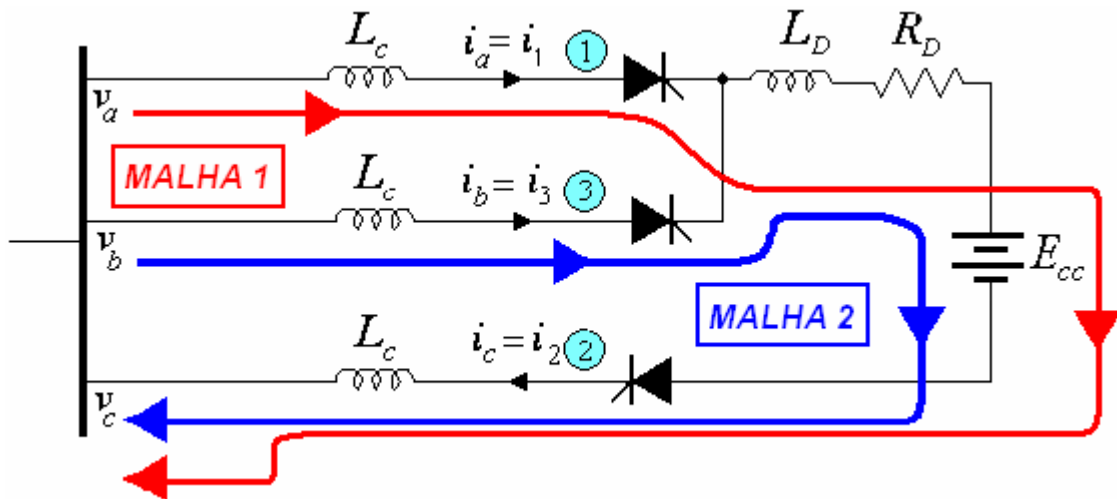 L_c i_a = i_1 1 L_D R_D
v_a
MALHA 1
L_c i_b = i_3 3
v_b
E_cc
MALHA 2
L_c i_c = i_2 2
v_c